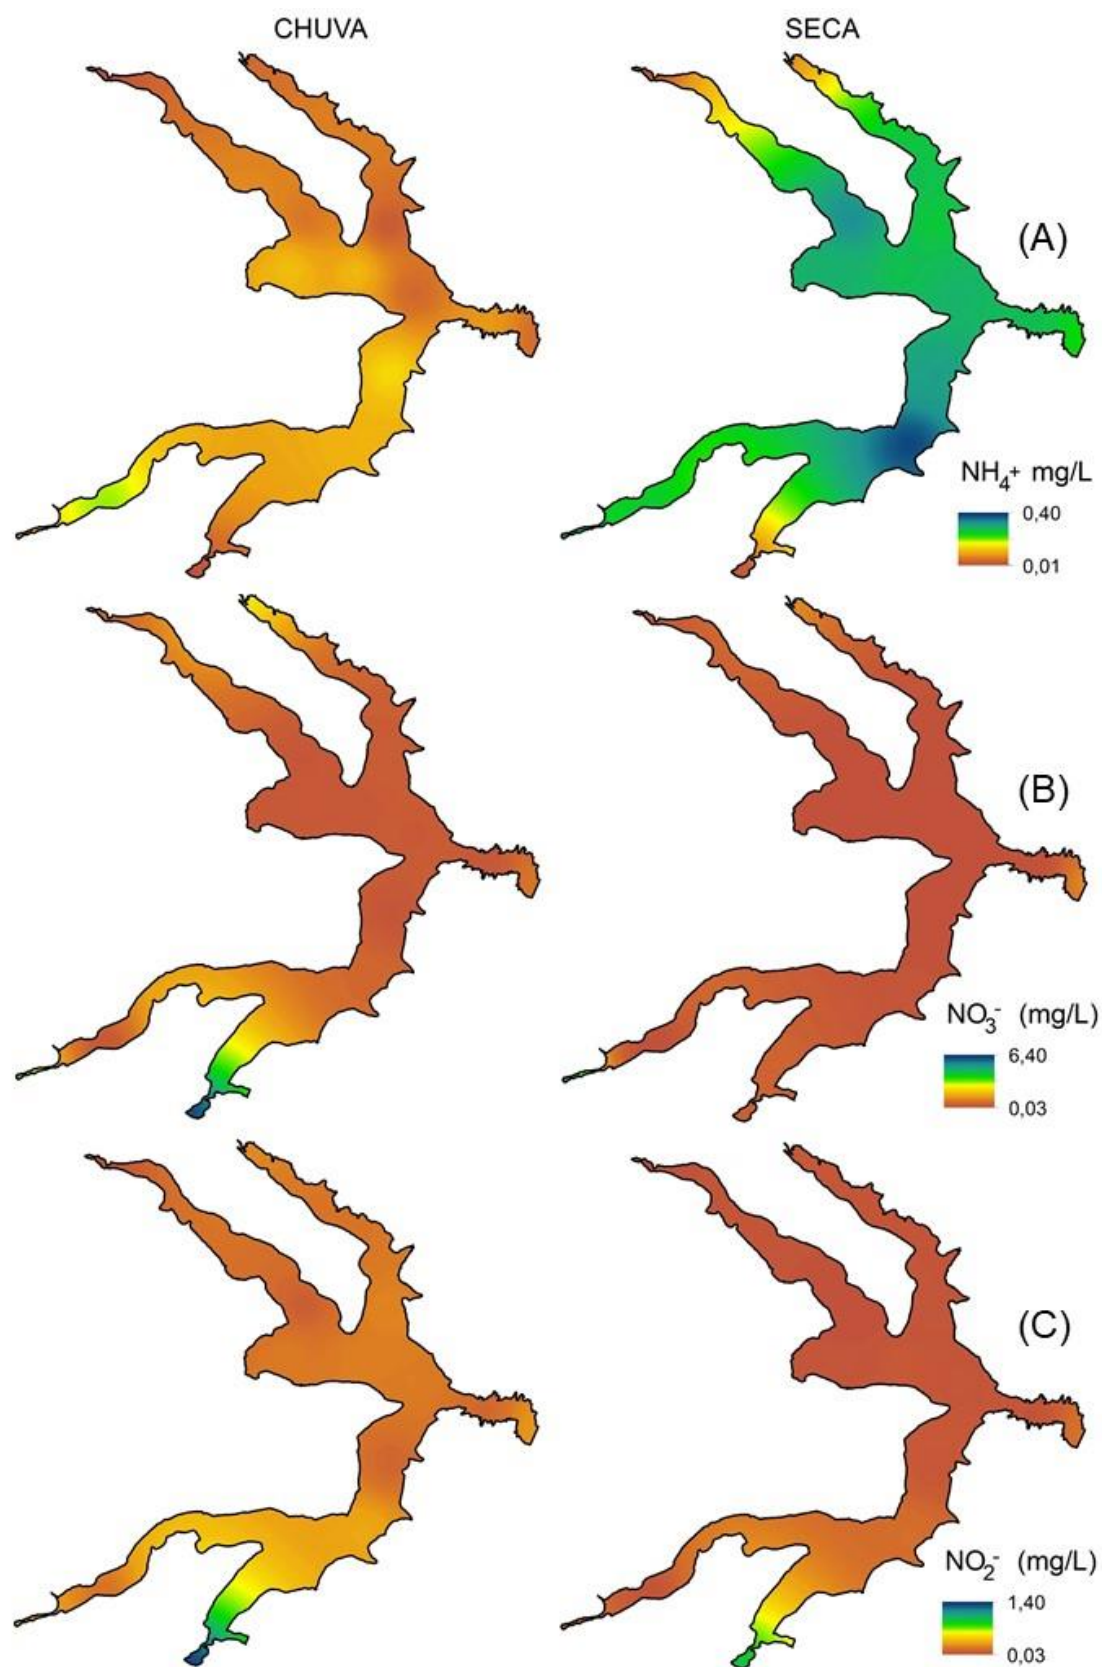 CHUVA SECA
(A)
NH₄⁺ mg/L
0,40
0,01
(B)
NO₃⁻ (mg/L)
6,40
0,03
(C)
NO₂⁻ (mg/L)
1,40
0,03